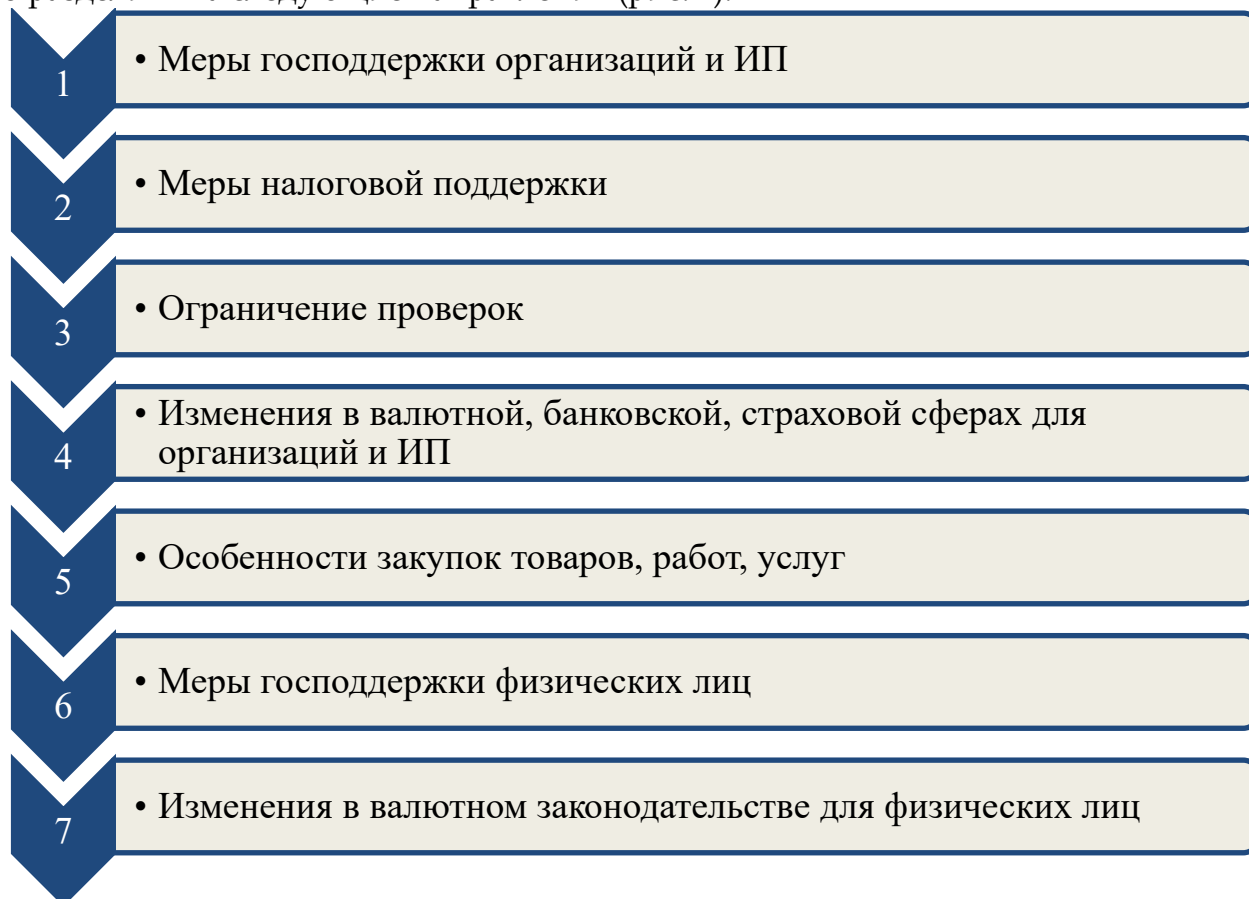 1
• Меры господдержки организаций и ИП
2
• Меры налоговой поддержки
3
• Ограничение проверок
4
• Изменения в валютной, банковской, страховой сферах для
организаций и ИП
5
• Особенности закупок товаров, работ, услуг
6
• Меры господдержки физических лиц
7
• Изменения в валютном законодательстве для физических лиц